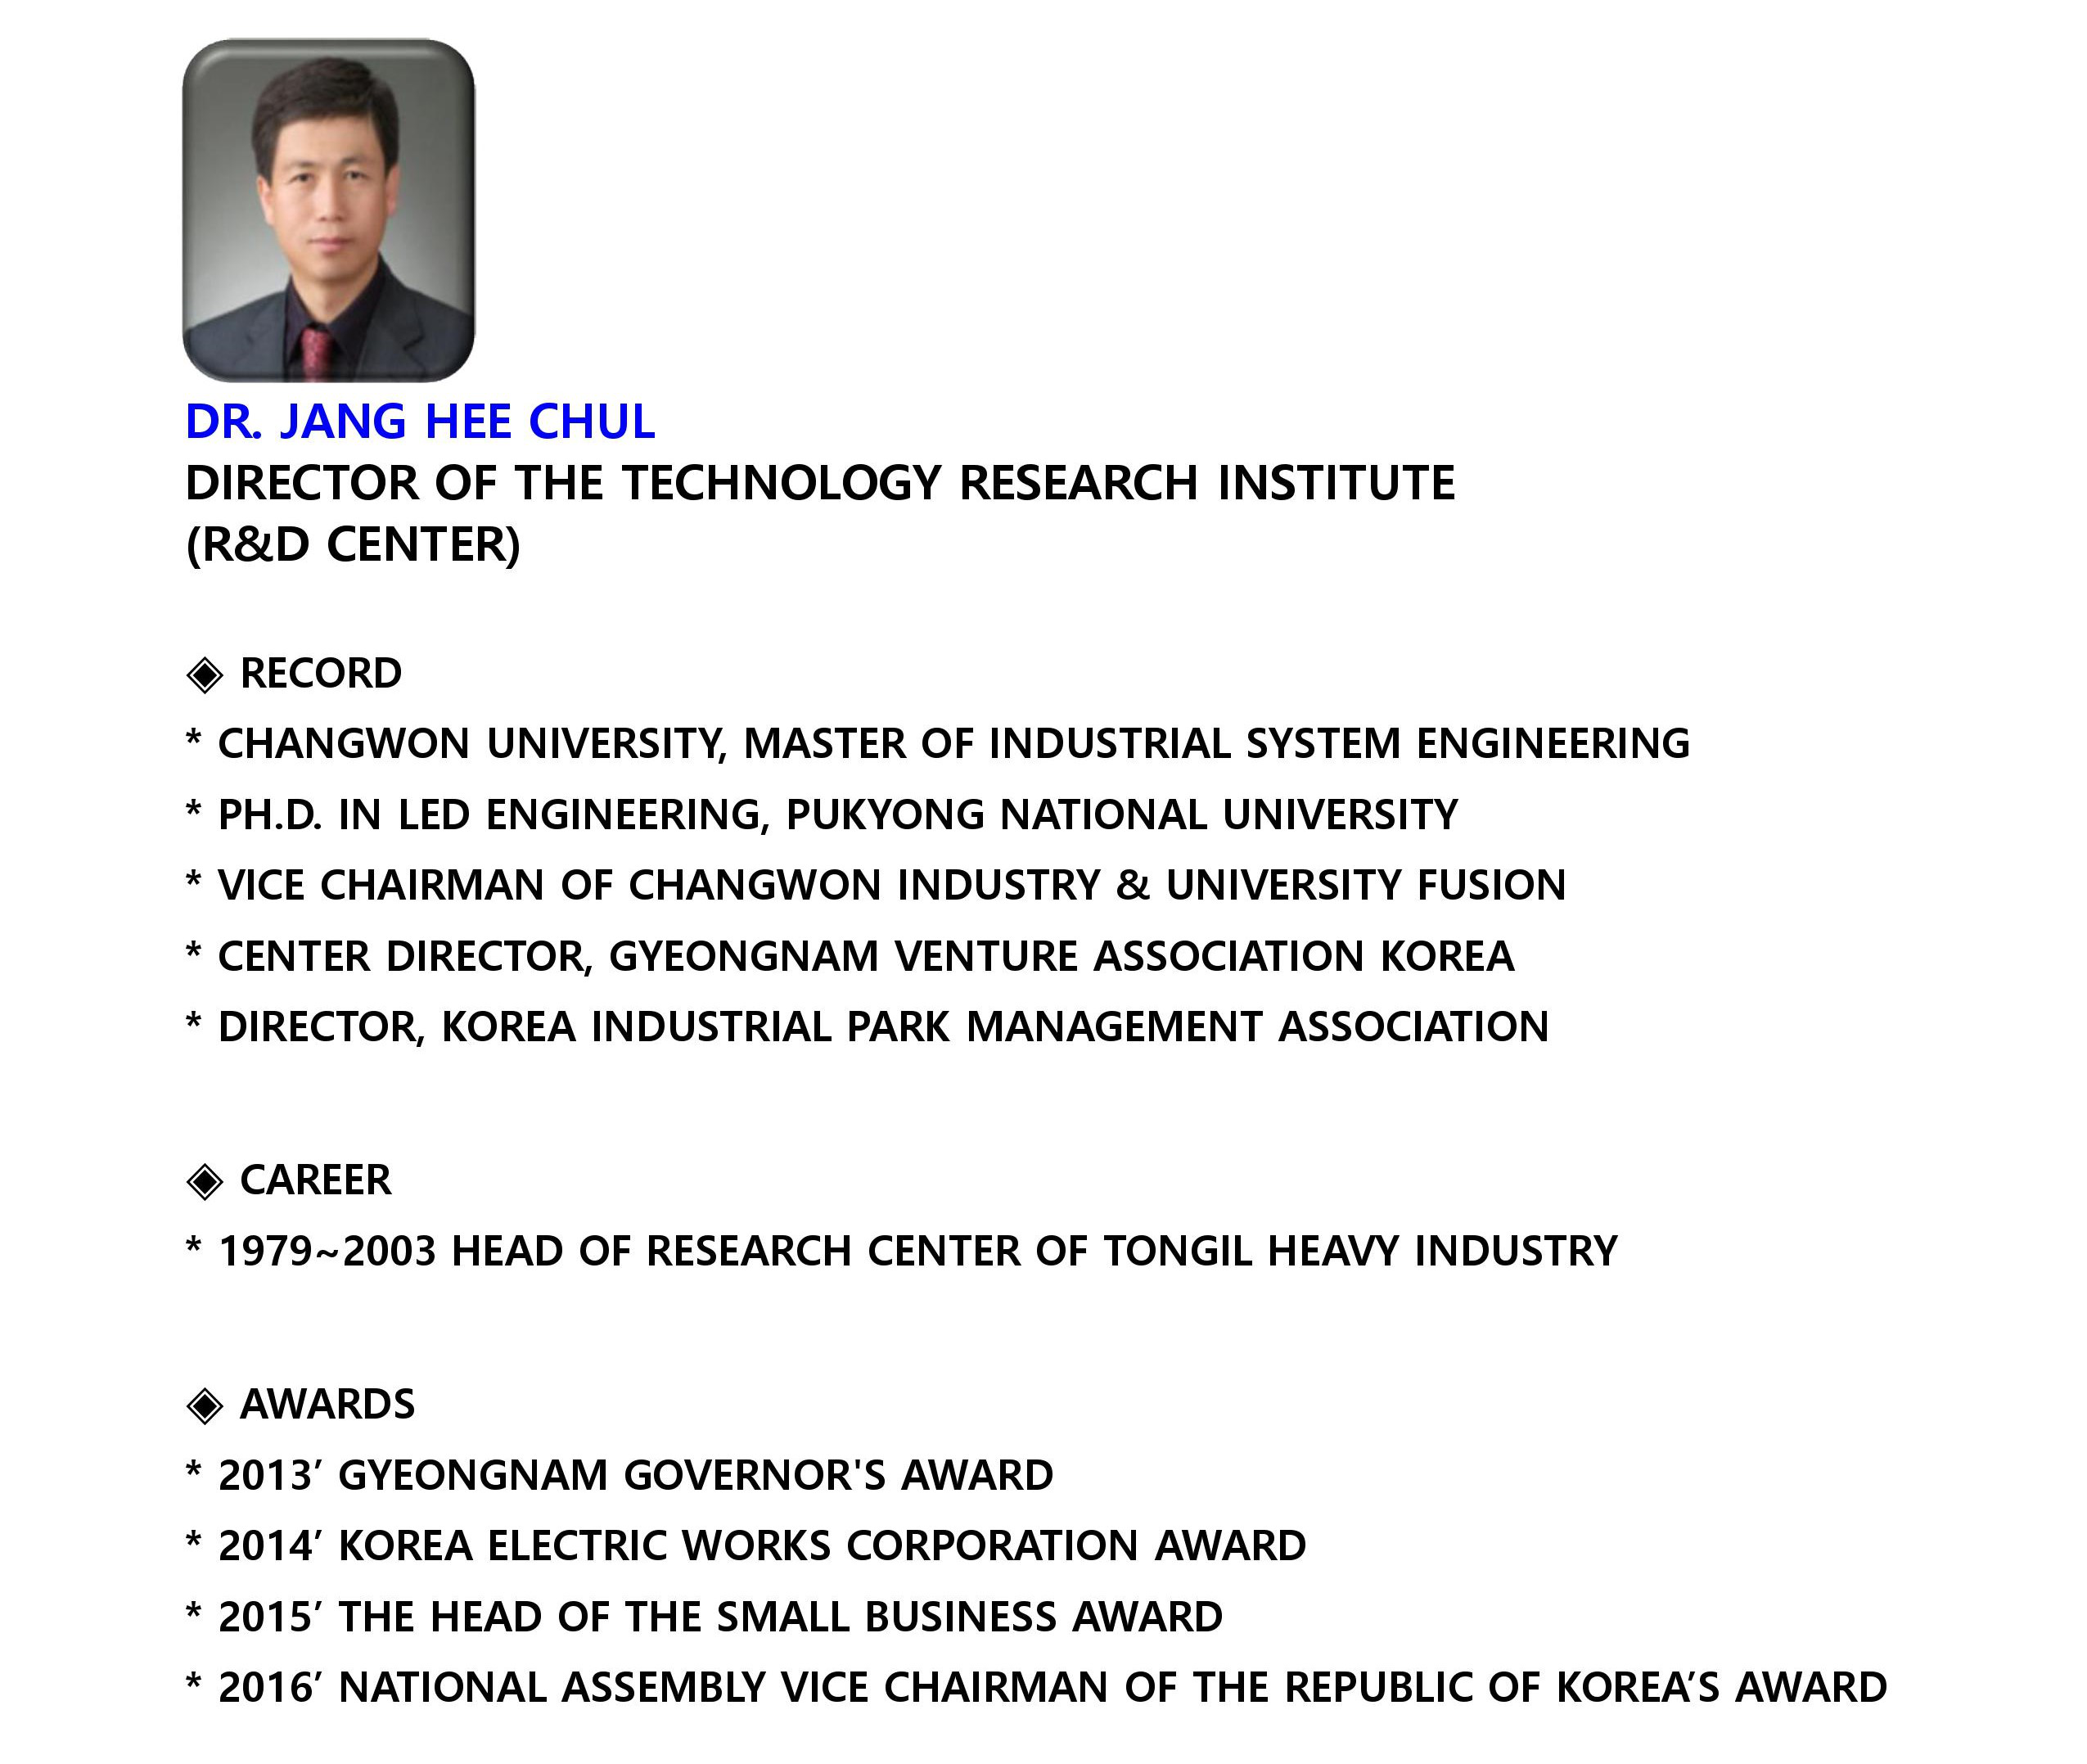 DR. JANG HEE CHUL
DIRECTOR OF THE TECHNOLOGY RESEARCH INSTITUTE
(R&D CENTER)
◈ RECORD
* CHANGWON UNIVERSITY, MASTER OF INDUSTRIAL SYSTEM ENGINEERING
* PH.D. IN LED ENGINEERING, PUKYONG NATIONAL UNIVERSITY
* VICE CHAIRMAN OF CHANGWON INDUSTRY & UNIVERSITY FUSION
* CENTER DIRECTOR, GYEONGNAM VENTURE ASSOCIATION KOREA
* DIRECTOR, KOREA INDUSTRIAL PARK MANAGEMENT ASSOCIATION
◈ CAREER
* 1979~2003 HEAD OF RESEARCH CENTER OF TONGIL HEAVY INDUSTRY
◈ AWARDS
* 2013’ GYEONGNAM GOVERNOR'S AWARD
* 2014’ KOREA ELECTRIC WORKS CORPORATION AWARD
* 2015’ THE HEAD OF THE SMALL BUSINESS AWARD
* 2016’ NATIONAL ASSEMBLY VICE CHAIRMAN OF THE REPUBLIC OF KOREA’S AWARD